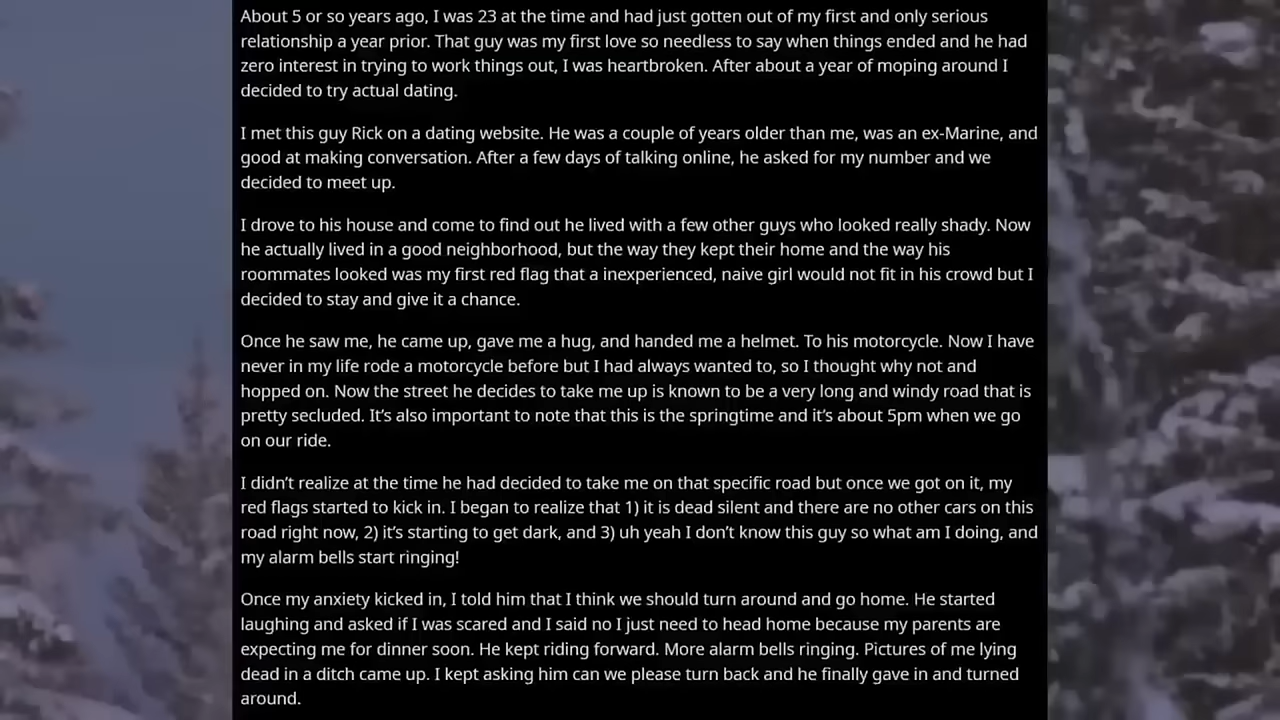 About 5 or so years ago, I was 23 at the time and had just gotten out of my first and only serious
relationship a year prior. That guy was my first love so needless to say when things ended and he had
zero interest in trying to work things out, I was heartbroken. After about a year of moping around I
decided to try actual dating.
I met this guy Rick on a dating website. He was a couple of years older than me, was an ex-Marine, and
good at making conversation. After a few days of talking online, he asked for my number and we
decided to meet up.
I drove to his house and come to find out he lived with a few other guys who looked really shady. Now
he actually lived in a good neighborhood, but the way they kept their home and the way his
roommates looked was my first red flag that a inexperienced, naive girl would not fit in his crowd but I
decided to stay and give it a chance.
Once he saw me, he came up, gave me a hug, and handed me a helmet. To his motorcycle. Now I have
never in my life rode a motorcycle before but I had always wanted to, so I thought why not and
hopped on. Now the street he decides to take me up is known to be a very long and windy road that is
pretty secluded. It’s also important to note that this is the springtime and it’s about 5pm when we go
on our ride.
I didn’t realize at the time he had decided to take me on that specific road but once we got on it, my
red flags started to kick in. I began to realize that 1) it is dead silent and there are no other cars on this
road right now, 2) it’s starting to get dark, and 3) uh yeah I don’t know this guy so what am I doing, and
my alarm bells start ringing!
Once my anxiety kicked in, I told him that I think we should turn around and go home. He started
laughing and asked if I was scared and I said no I just need to head home because my parents are
expecting me for dinner soon. He kept riding forward. More alarm bells ringing. Pictures of me lying
dead in a ditch came up. I kept asking him can we please turn back and he finally gave in and turned
around.